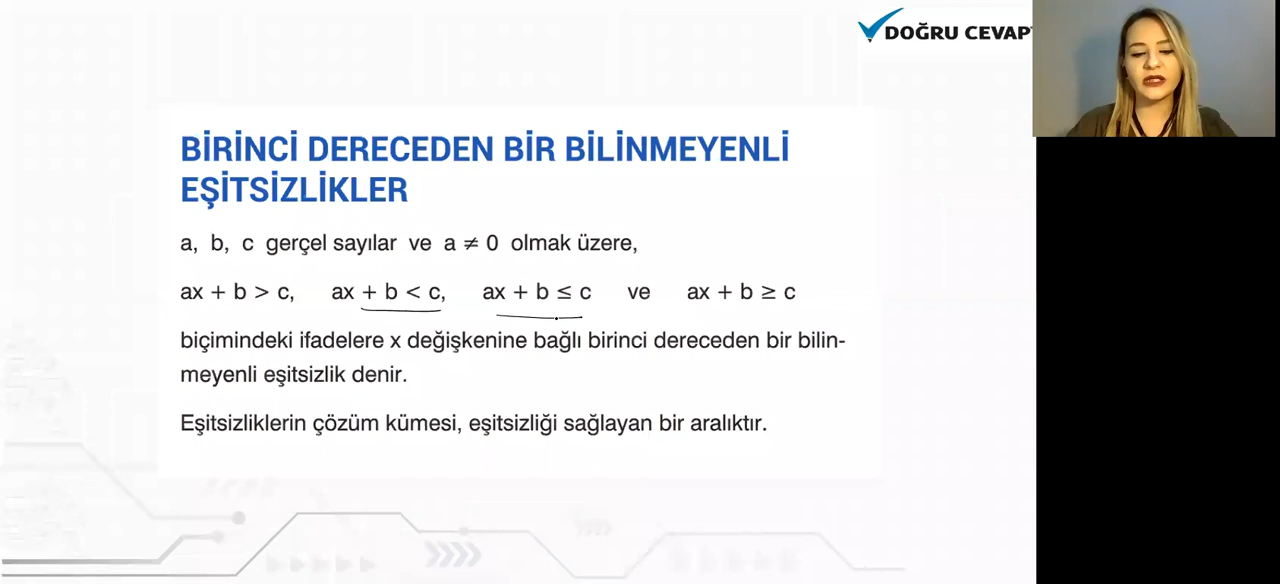 DOĞRU CEVAP
BİRİNCİ DERECEDEN BİR BİLİNMEYENLİ
EŞİTSİZLİKLER
a, b, c gerçel sayılar ve a ≠ 0 olmak üzere,
ax + b > c, ax + b < c, ax + b ≤ c ve ax + b ≥ c
biçimindeki ifadelere x değişkenine bağlı birinci dereceden bir bilin-
meyenli eşitsizlik denir.
Eşitsizliklerin çözüm kümesi, eşitsizliği sağlayan bir aralıktır.